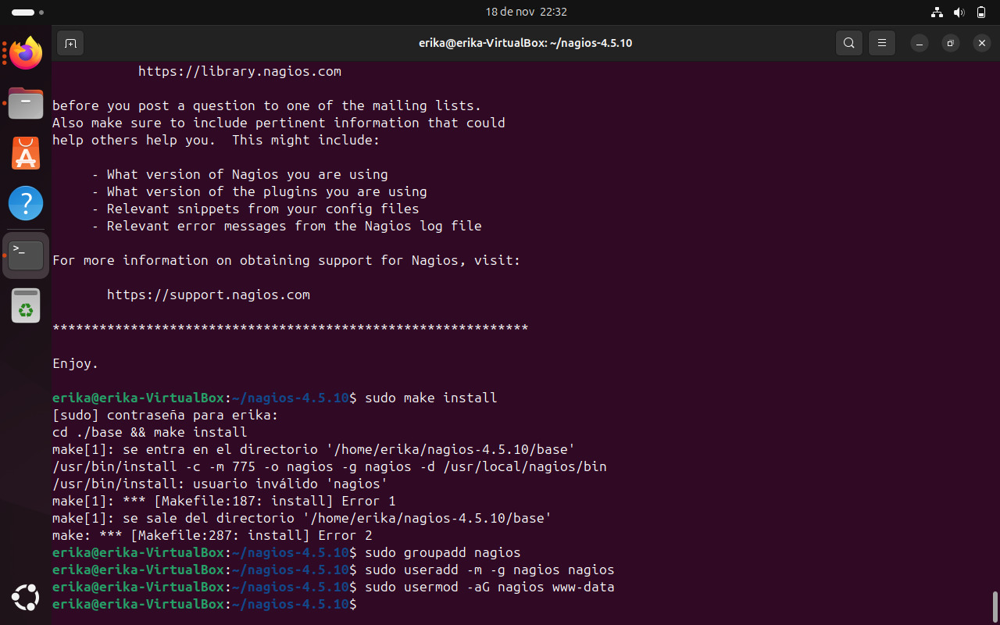 18 de nov 22:32
erika@erika-VirtualBox: ~/nagios-4.5.10
https://library.nagios.com
before you post a question to one of the mailing lists.
Also make sure to include pertinent information that could
help others help you.  This might include:
- What version of Nagios you are using
- What version of the plugins you are using
- Relevant snippets from your config files
- Relevant error messages from the Nagios log file
For more information on obtaining support for Nagios, visit:
https://support.nagios.com
*************************************************************
Enjoy.
erika@erika-VirtualBox:~/nagios-4.5.10$ sudo make install
[sudo] contraseña para erika:
cd ./base && make install
make[1]: se entra en el directorio '/home/erika/nagios-4.5.10/base'
/usr/bin/install -c -m 775 -o nagios -g nagios -d /usr/local/nagios/bin
/usr/bin/install: usuario inválido 'nagios'
make[1]: *** [Makefile:187: install] Error 1
make[1]: se sale del directorio '/home/erika/nagios-4.5.10/base'
make: *** [Makefile:287: install] Error 2
erika@erika-VirtualBox:~/nagios-4.5.10$ sudo groupadd nagios
erika@erika-VirtualBox:~/nagios-4.5.10$ sudo useradd -m -g nagios nagios
erika@erika-VirtualBox:~/nagios-4.5.10$ sudo usermod -aG nagios www-data
erika@erika-VirtualBox:~/nagios-4.5.10$